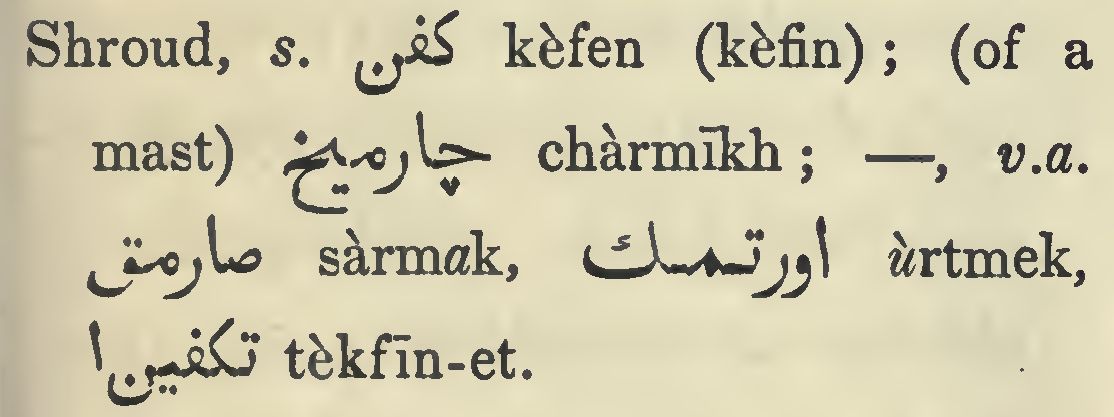 Shroud, s. كفن kèfen (kèfin) ; (of a
mast) چارميخ chàrmīkh ; —, v.a.
صارمق sàrmak, اورتمك ùrtmek,
تكفين ا tèkfīn-et.